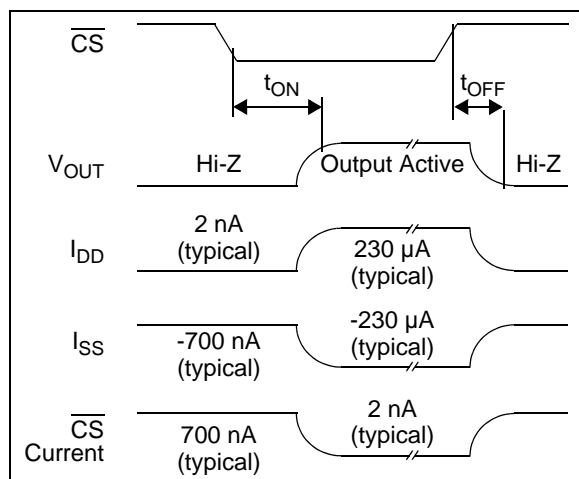 CS
tON
tOFF
VOUT
Hi-Z
Output Active
Hi-Z
2 nA
(typical)
IDD
230 µA
(typical)
ISS
-700 nA
(typical)
-230 µA
(typical)
CS
Current
700 nA
(typical)
2 nA
(typical)